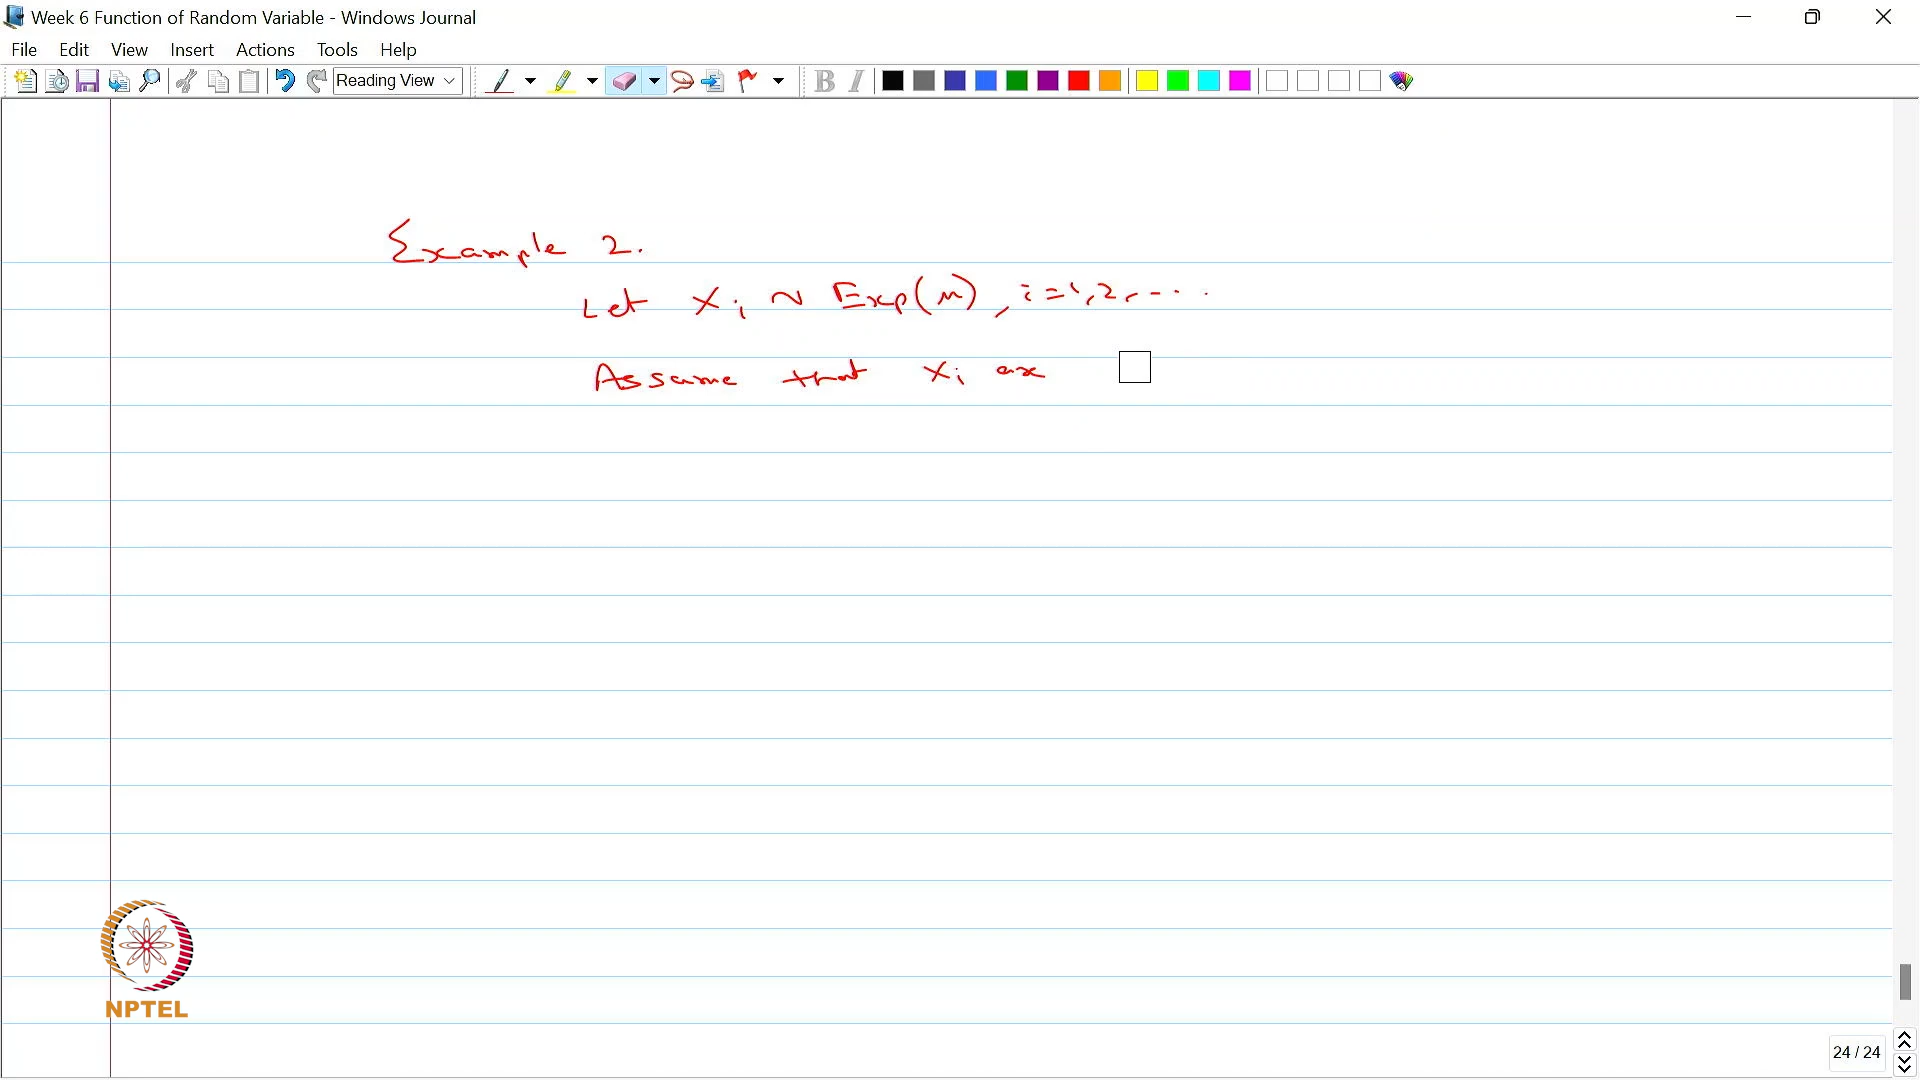 Week 6 Function of Random Variable - Windows Journal
File Edit View Insert Actions Tools Help
Reading View B I
Example 2.
Let Xi ~ Exp(μ), i=1,2,....
Assume that Xi are
NPTEL
24 / 24